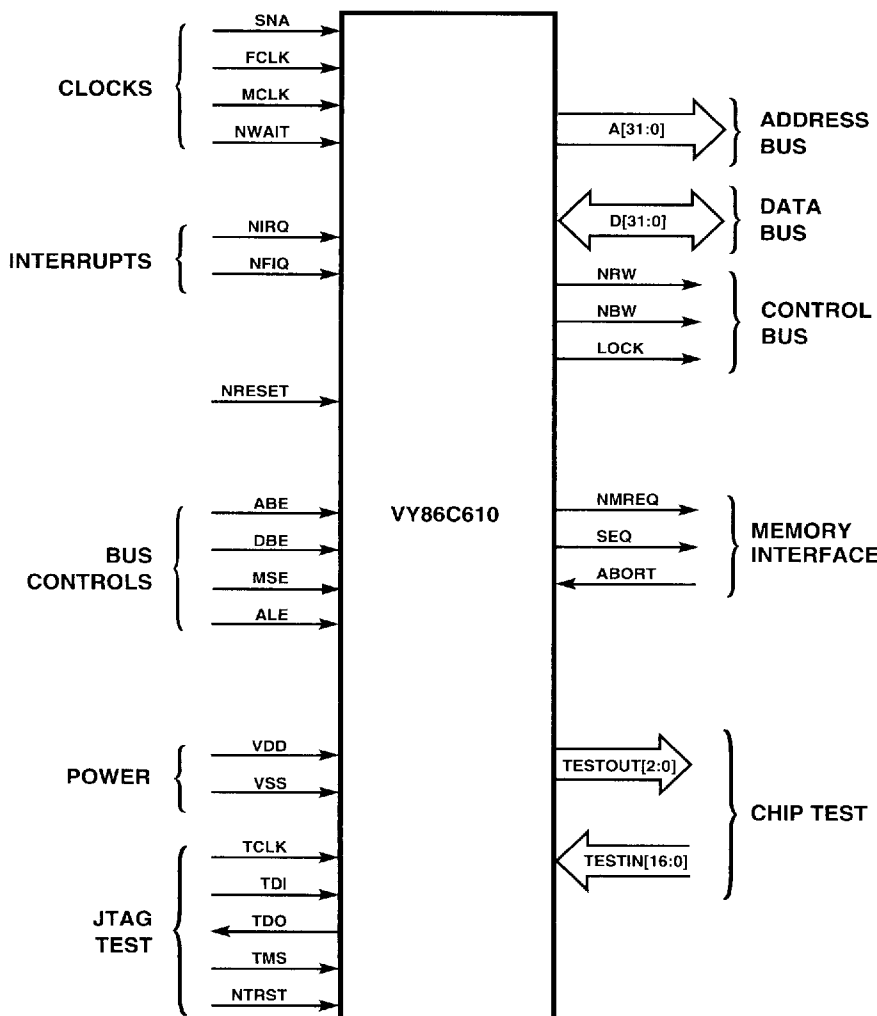 SNA
FCLK
CLOCKS
MCLK
NWAIT
NIRQ
INTERRUPTS
NFIQ
NRESET
ABE
DBE
BUS
CONTROLS
MSE
ALE
VDD
POWER
VSS
TCLK
TDI
JTAG
TEST
TDO
TMS
NTRST
VY86C610
A[31:0]
ADDRESS
BUS
D[31:0]
DATA
BUS
NRW
NBW
LOCK
CONTROL
BUS
NMREQ
SEQ
ABORT
MEMORY
INTERFACE
TESTOUT[2:0]
TESTIN[16:0]
CHIP TEST